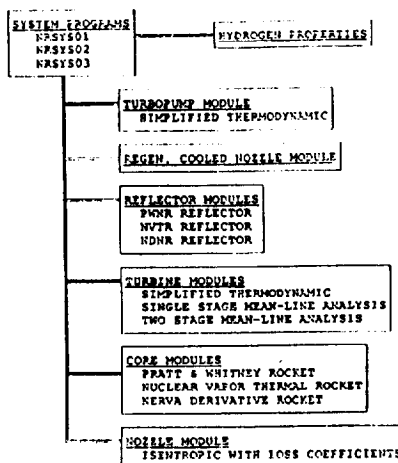 SYSTEM PROGRAMS
NRSYS01
NRSYS02
NRSYS03
HYDROGEN PROPERTIES
TURBOPUMP MODULE
SIMPLIFIED THERMODYNAMIC
REGEN. COOLED NOZZLE MODULE
REFLECTOR MODULES
PWNR REFLECTOR
NVTR REFLECTOR
NDNR REFLECTOR
TURBINE MODULES
SIMPLIFIED THERMODYNAMIC
SINGLE STAGE MEAN-LINE ANALYSIS
TWO STAGE MEAN-LINE ANALYSIS
CORE MODULES
PRATT & WHITNEY ROCKET
NUCLEAR VAPOR THERMAL ROCKET
NERVA DERIVATIVE ROCKET
NOZZLE MODULE
ISENTROPIC WITH LOSS COEFFICIENTS